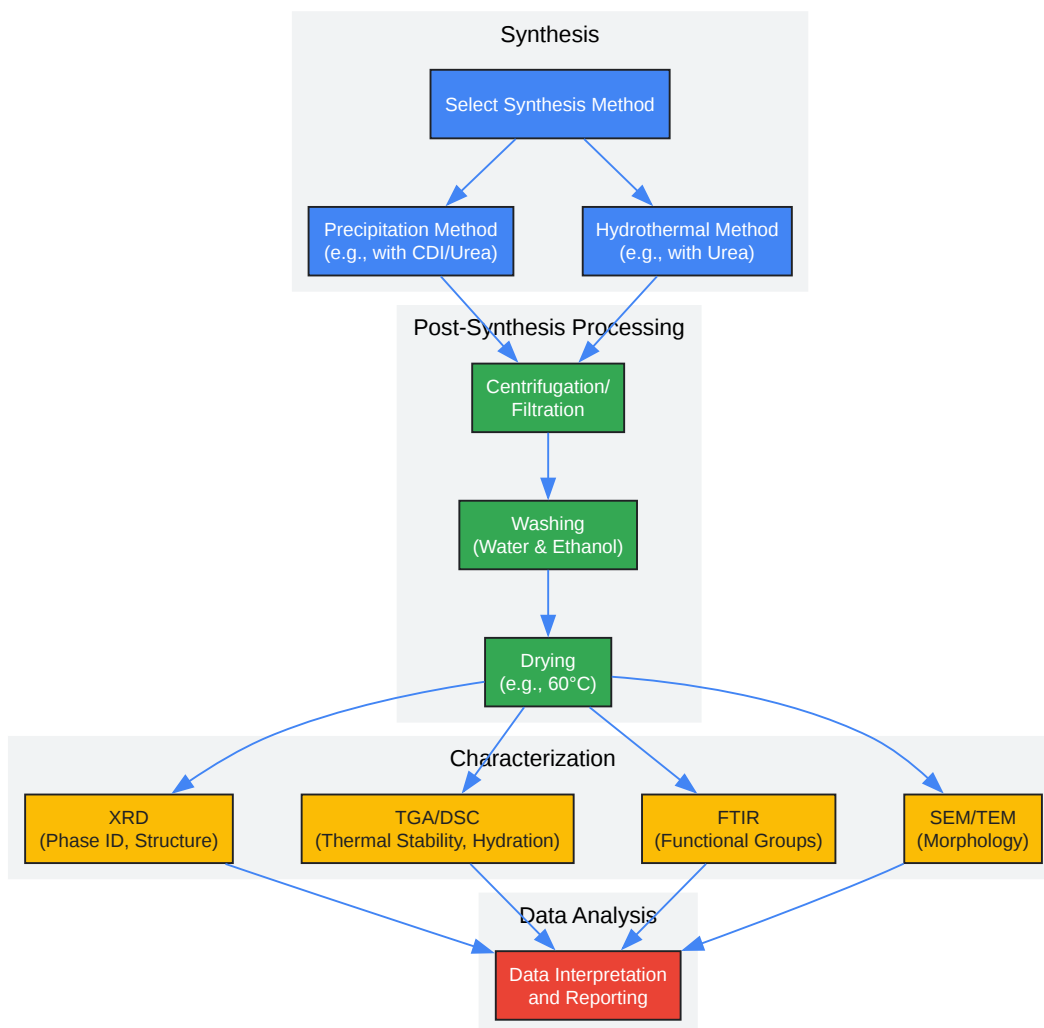 Synthesis
Select Synthesis Method
Precipitation Method
(e.g., with CDI/Urea)
Hydrothermal Method
(e.g., with Urea)
Post-Synthesis Processing
Centrifugation/
Filtration
Washing
(Water & Ethanol)
Drying
(e.g., 60°C)
Characterization
XRD
(Phase ID, Structure)
TGA/DSC
(Thermal Stability, Hydration)
FTIR
(Functional Groups)
SEM/TEM
(Morphology)
Data Analysis
Data Interpretation
and Reporting